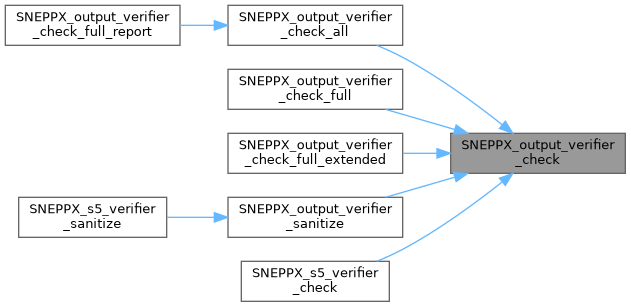 SNEPPX_output_verifier
_check_full_report
SNEPPX_output_verifier
_check_all
SNEPPX_output_verifier
_check_full
SNEPPX_output_verifier
_check_full_extended
SNEPPX_output_verifier
_check
SNEPPX_s5_verifier
_sanitize
SNEPPX_output_verifier
_sanitize
SNEPPX_s5_verifier
_check